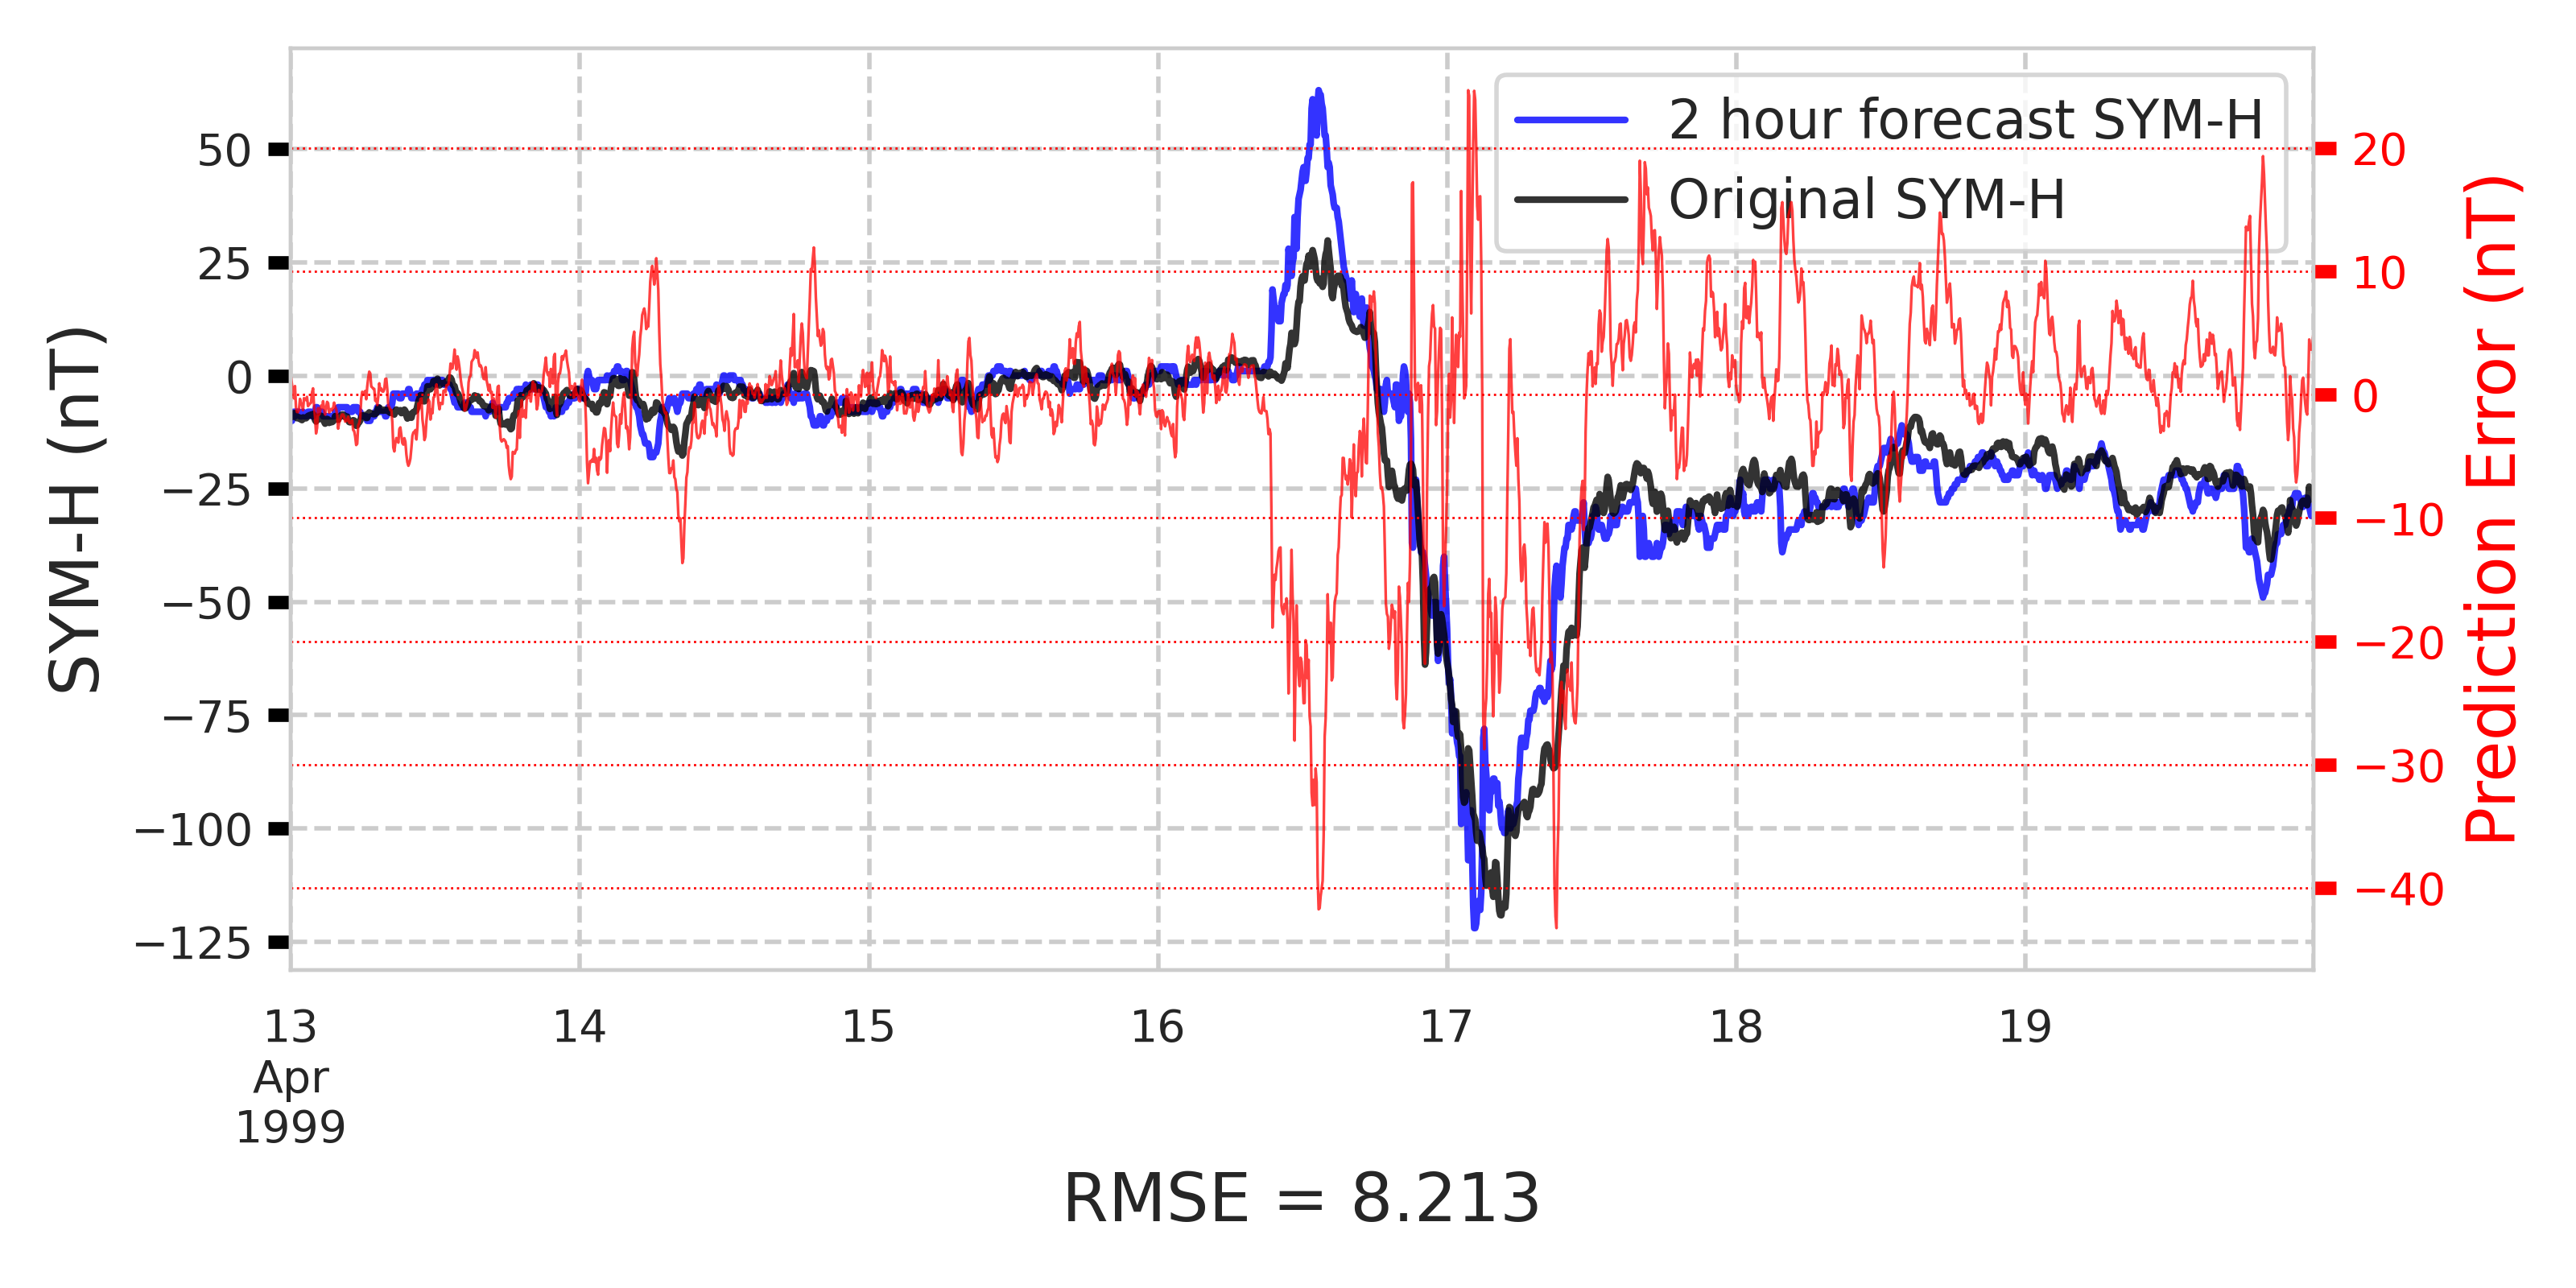 2 hour forecast SYM-H
Original SYM-H
SYM-H (nT)
50
25
0
−25
−50
−75
−100
−125
20
10
0
−10
−20
−30
−40
Prediction Error (nT)
13 14 15 16 17 18 19
Apr
1999
RMSE = 8.213